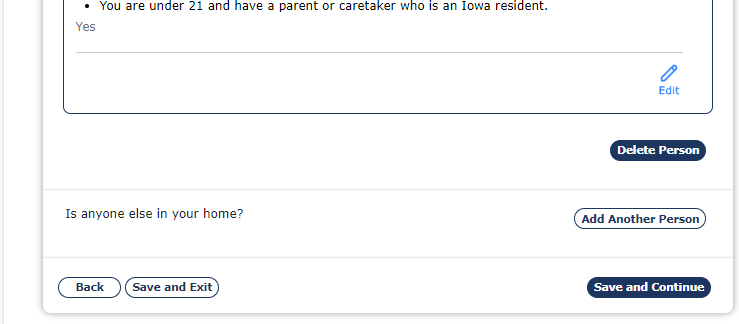 • You are under 21 and have a parent or caretaker who is an Iowa resident.
Yes
Edit
Delete Person
Is anyone else in your home?
Add Another Person
Back
Save and Exit
Save and Continue